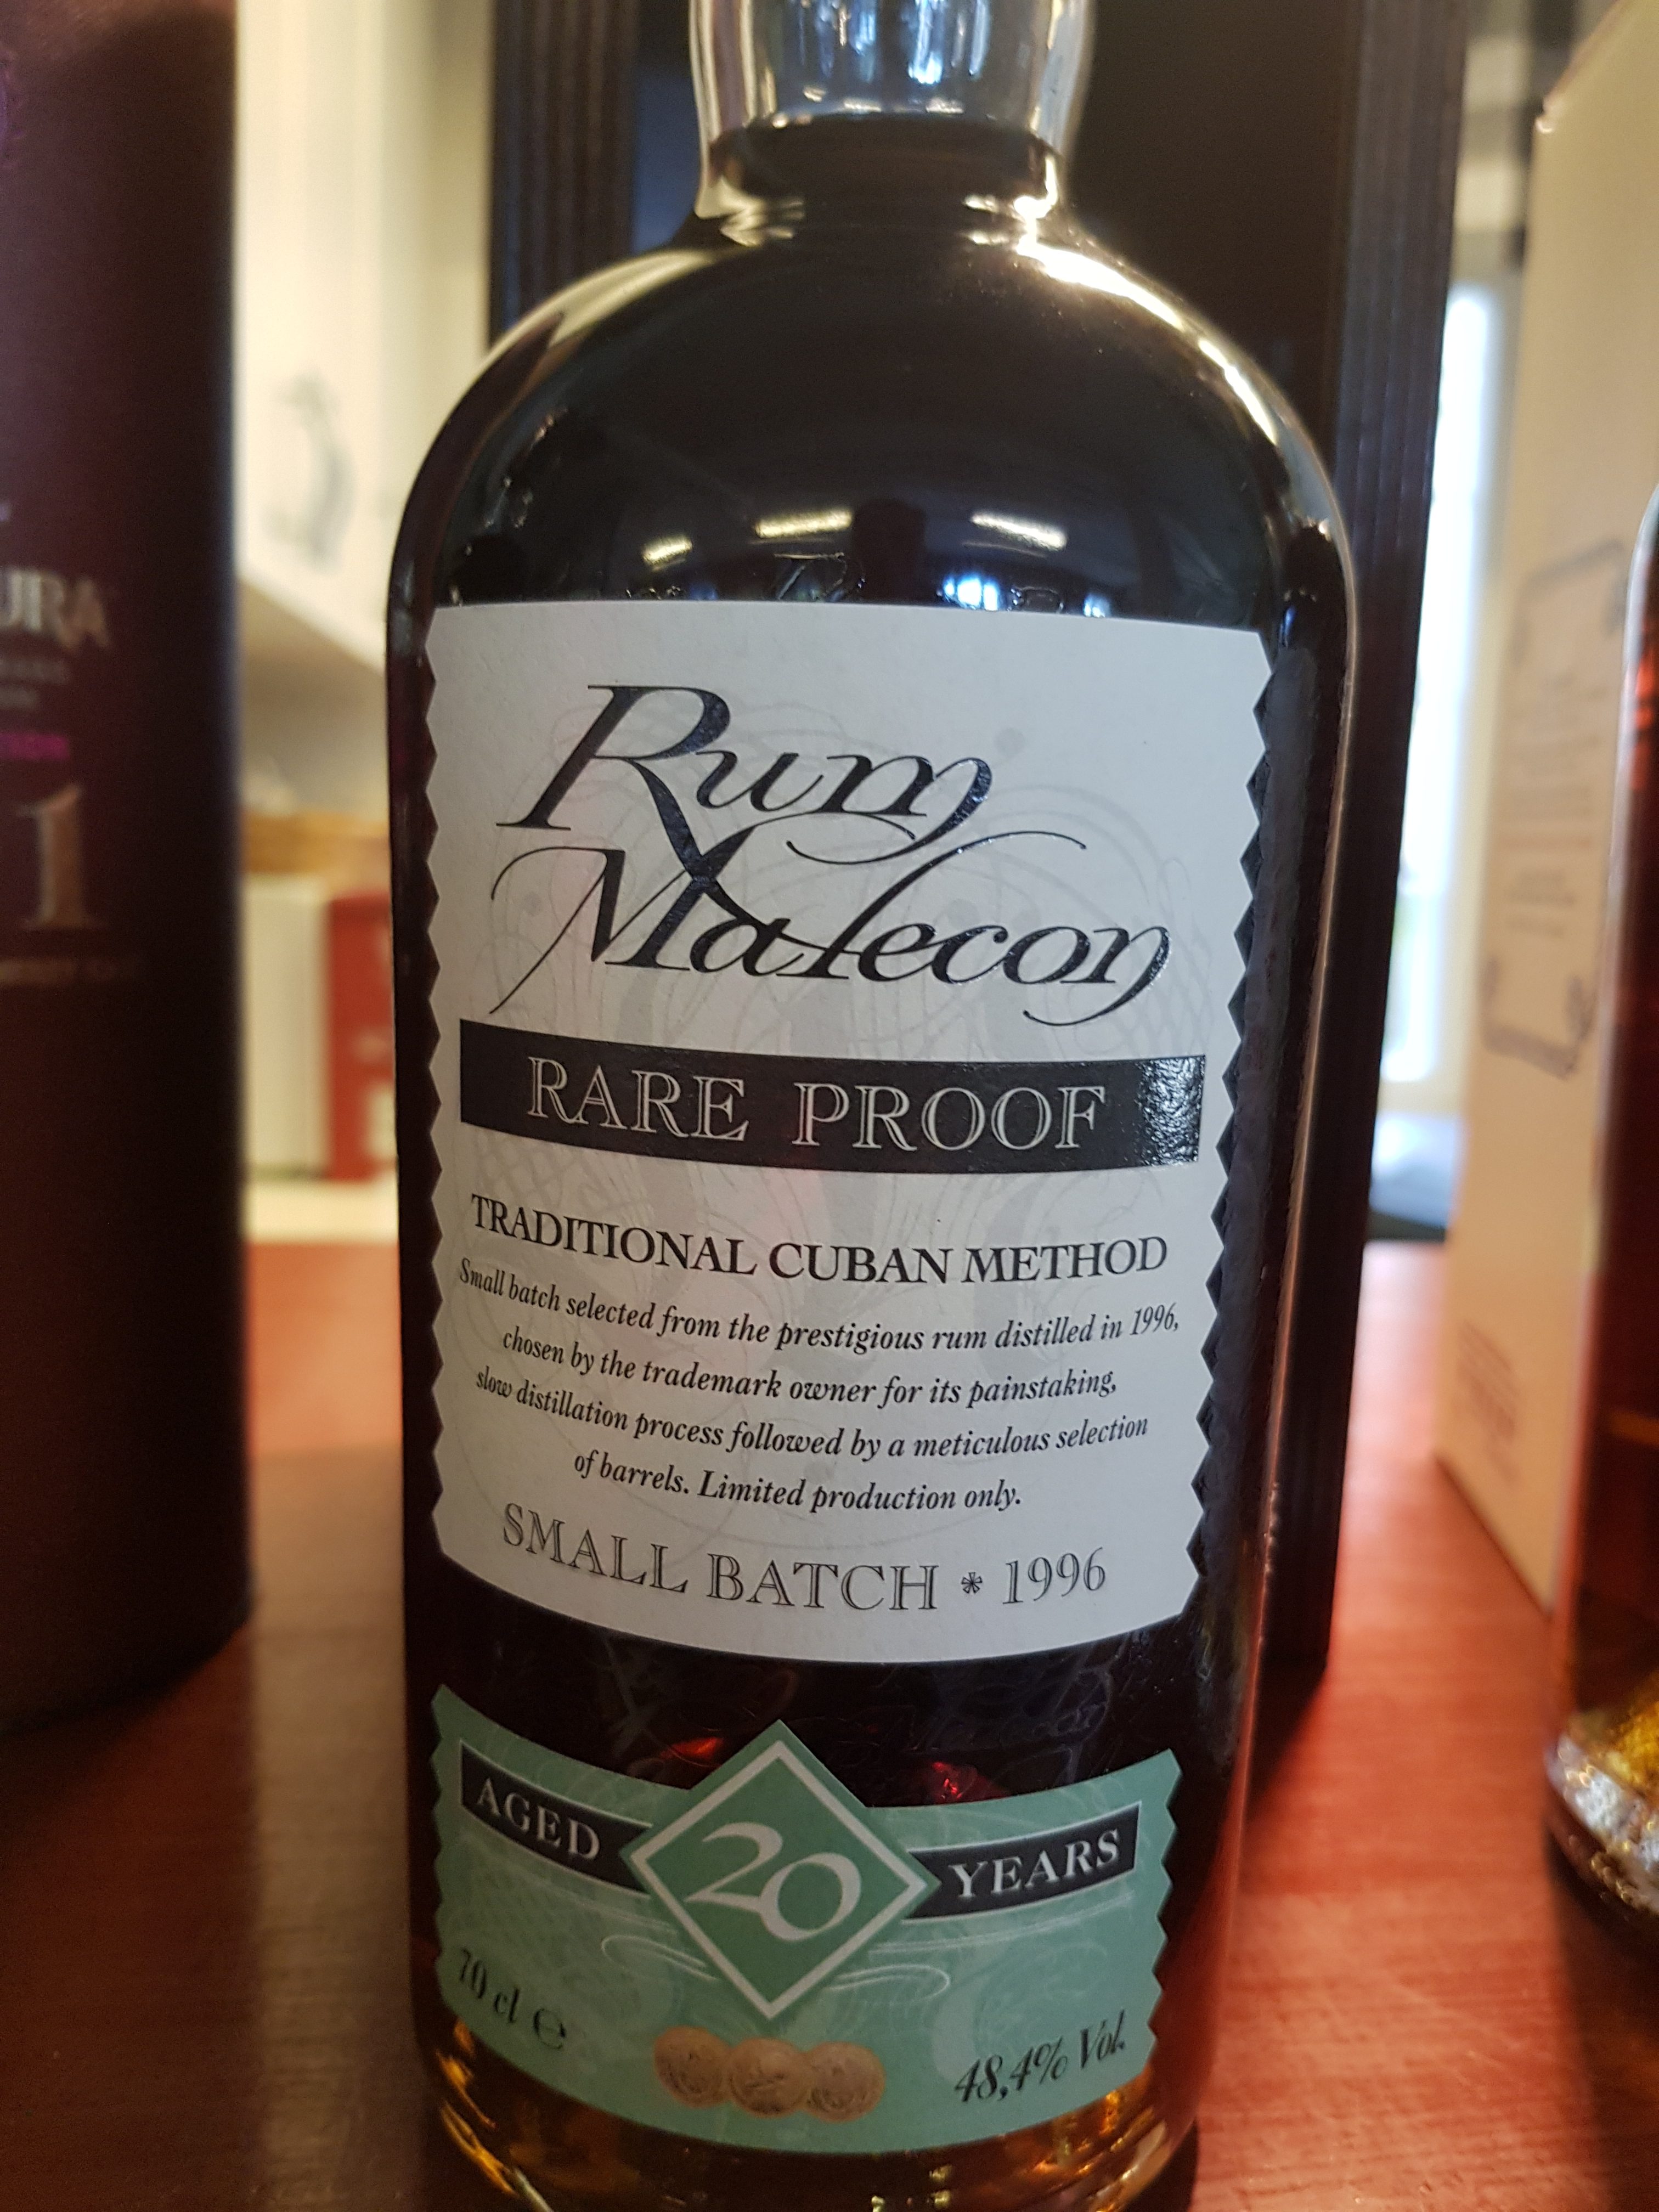 Rum
Malecon
RARE PROOF
TRADITIONAL CUBAN METHOD
Small batch selected from the prestigious rum distilled in 1996,
chosen by the trademark owner for its painstaking,
slow distillation process followed by a meticulous selection
of barrels. Limited production only.
SMALL BATCH * 1996
AGED 20 YEARS
70 cl ℮
48,4% Vol.
URA
1